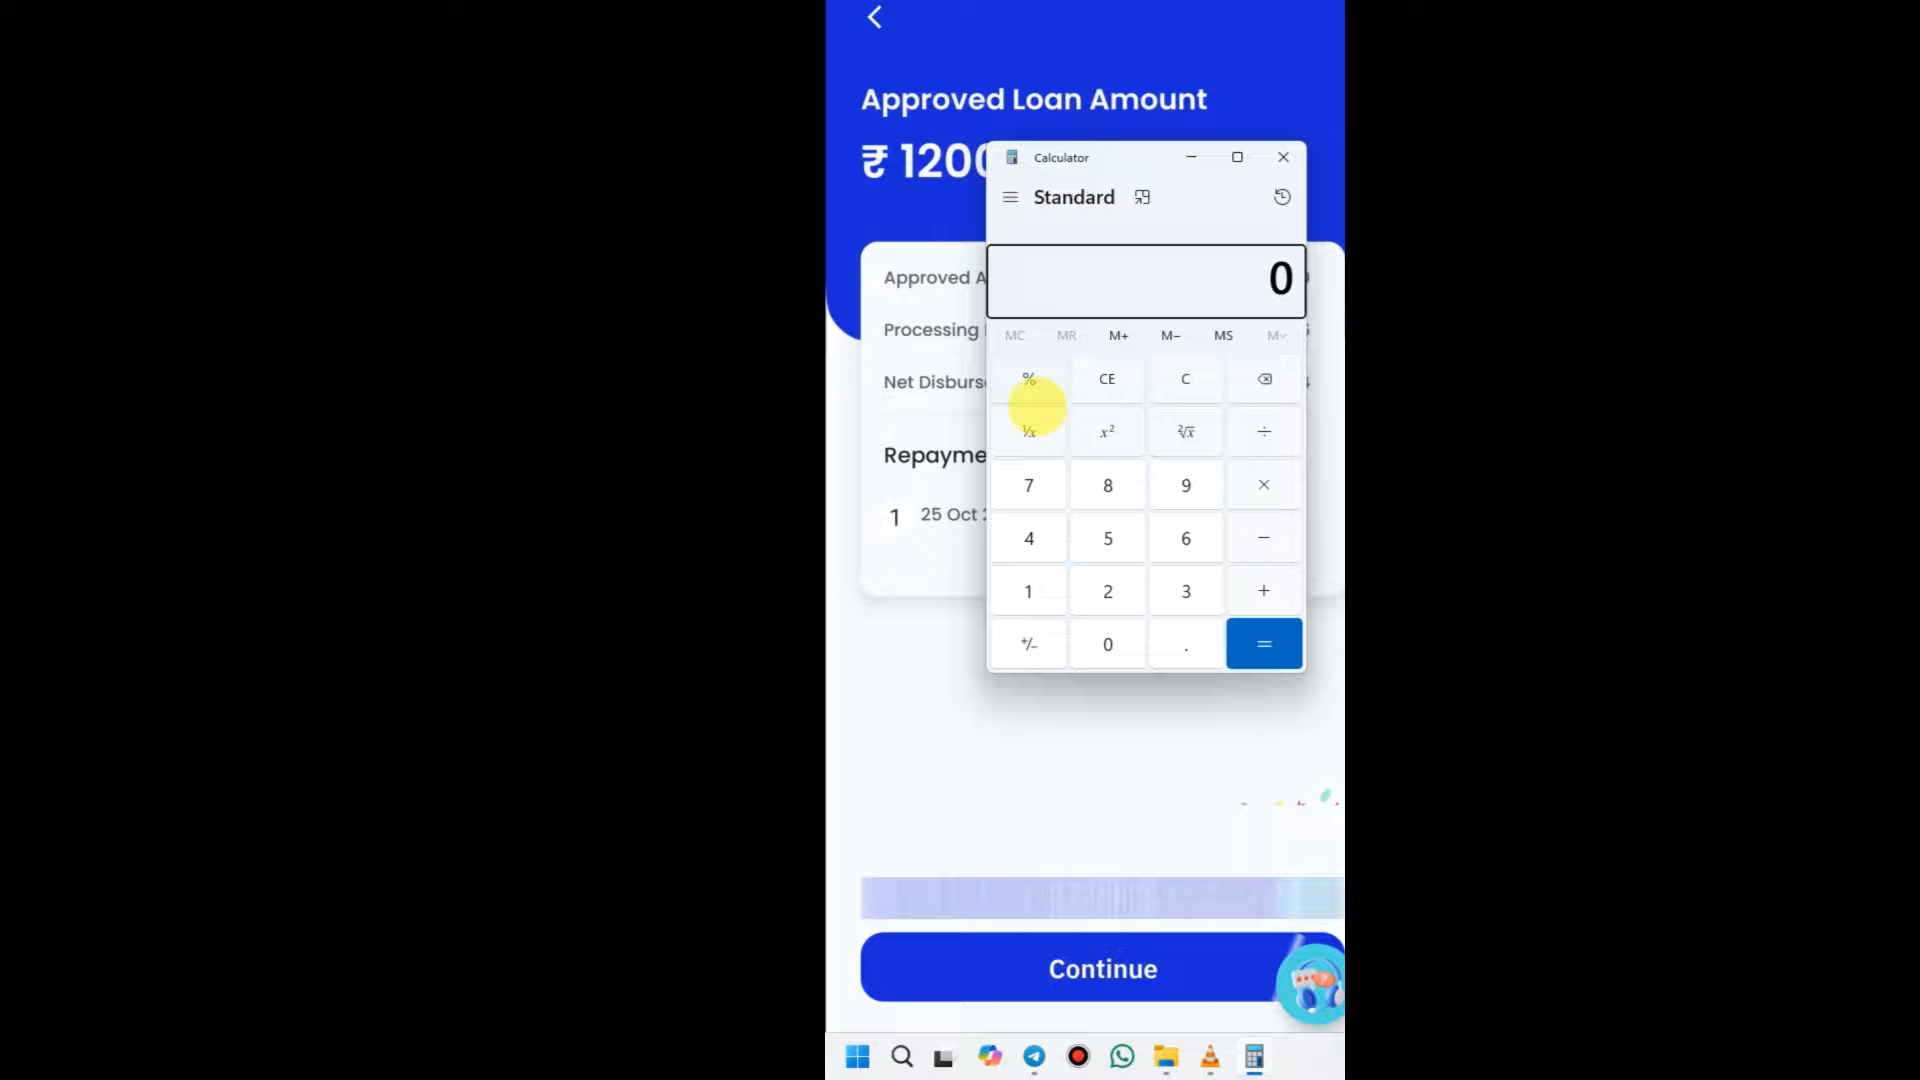 Approved Loan Amount
₹ 1200
Calculator
Standard
Approved A
0
Processing
MC MR M+ M− MS M
Net Disburs
% CE C
¹/x x² ²√x ÷
Repayme
7 8 9 ×
1 25 Oct
4 5 6 −
1 2 3 +
+/− 0 . =
Continue